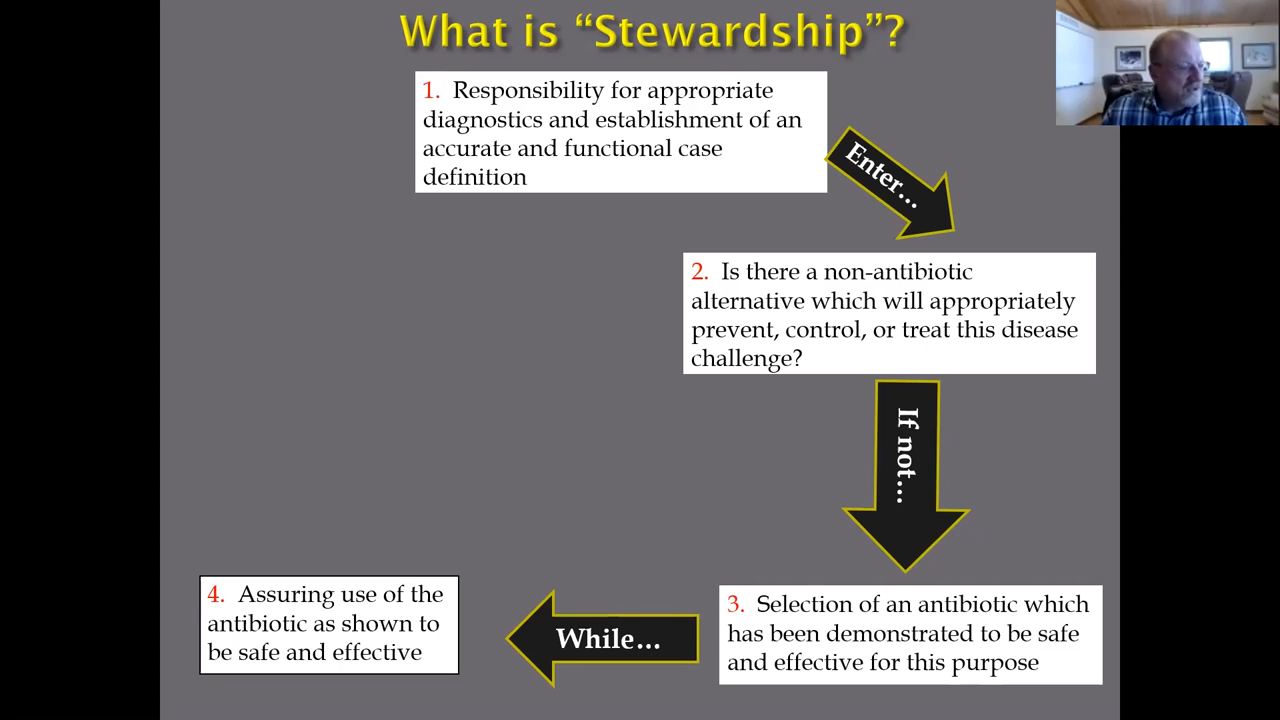 What is “Stewardship”?
1. Responsibility for appropriate
diagnostics and establishment of an
accurate and functional case
definition
Enter...
2. Is there a non-antibiotic
alternative which will appropriately
prevent, control, or treat this disease
challenge?
If not...
3. Selection of an antibiotic which
has been demonstrated to be safe
and effective for this purpose
While...
4. Assuring use of the
antibiotic as shown to
be safe and effective